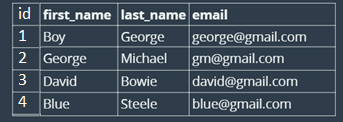 id first_name last_name email
1 Boy George george@gmail.com
2 George Michael gm@gmail.com
3 David Bowie david@gmail.com
4 Blue Steele blue@gmail.com